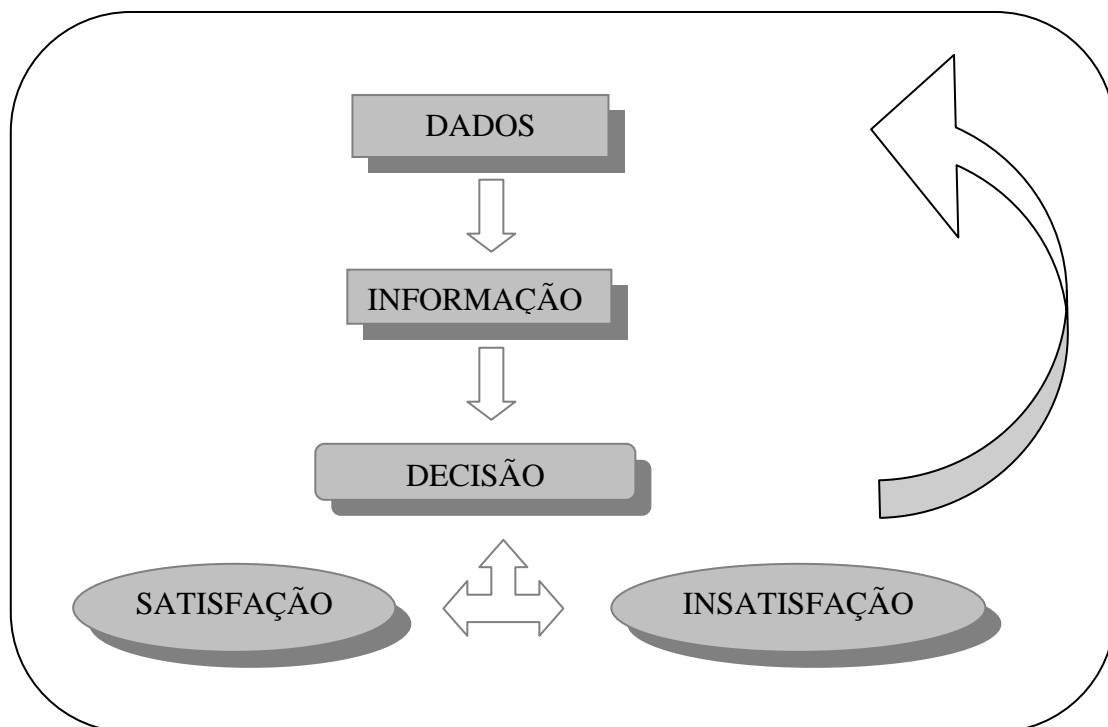 DADOS
INFORMAÇÃO
DECISÃO
SATISFAÇÃO
INSATISFAÇÃO